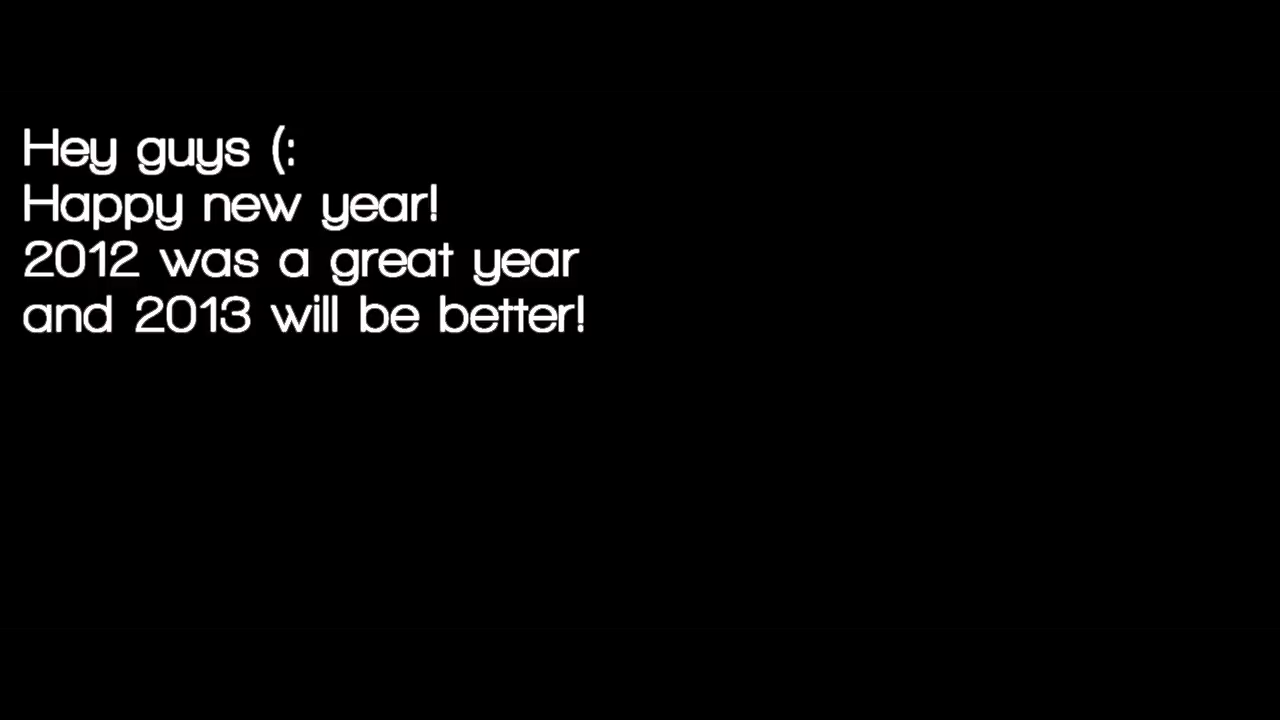 Hey guys (:
Happy new year!
2012 was a great year
and 2013 will be better!